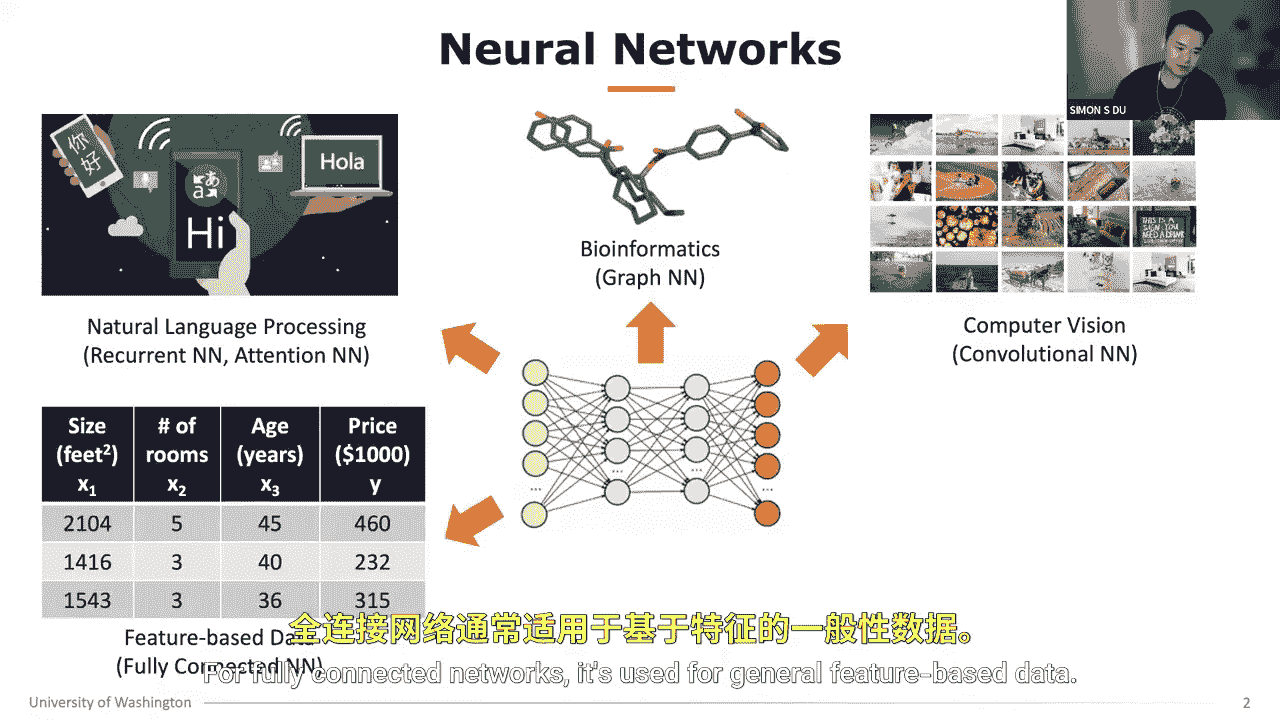 Neural Networks
SIMON S DU
你
好
Hola
あ
a
Hi
THIS IS A
SIGN YOU
NEED A DRINK
Natural Language Processing
(Recurrent NN, Attention NN)
Bioinformatics
(Graph NN)
Computer Vision
(Convolutional NN)
Size (feet²) x₁ # of rooms x₂ Age (years) x₃ Price ($1000) y
2104 5 45 460
1416 3 40 232
1543 3 36 315
Feature-based Data
(Fully Connected NN)
全连接网络通常适用于基于特征的一般性数据。
For fully connected networks, it's used for general feature-based data.
University of Washington
2